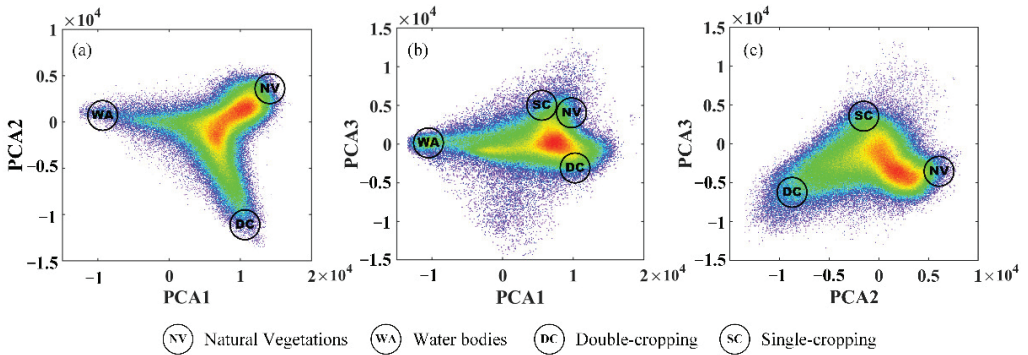 1 ×10⁴
(a)
0.5
0
−0.5
−1
−1.5
PCA2
WA
NV
DC
−1
0
1
2×10⁴
PCA1
1.5 ×10⁴
(b)
1
0.5
0
−0.5
−1
−1.5
PCA3
WA
SC
NV
DC
−1
0
1
2×10⁴
PCA1
1.5 ×10⁴
(c)
1
0.5
0
−0.5
−1
−1.5
PCA3
SC
DC
NV
−1
−0.5
0
0.5
1×10⁴
PCA2
NV Natural Vegetations WA Water bodies DC Double-cropping SC Single-cropping